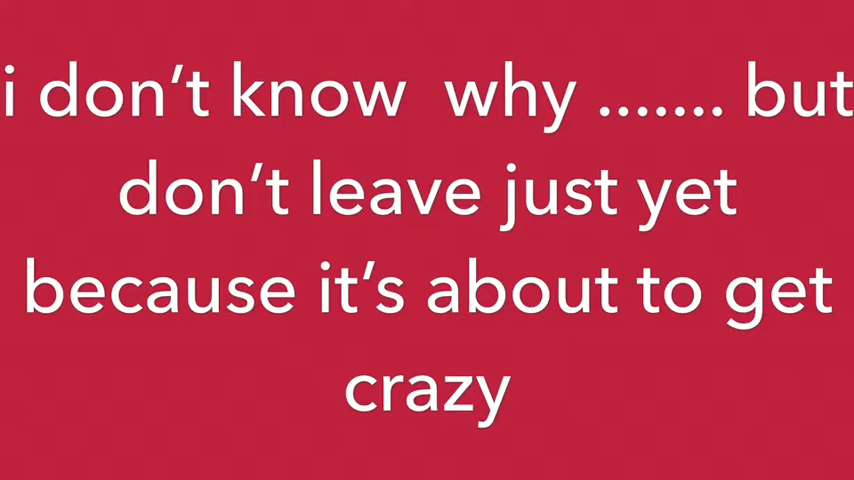 i don’t know  why ....... but
don’t leave just yet
because it’s about to get
crazy